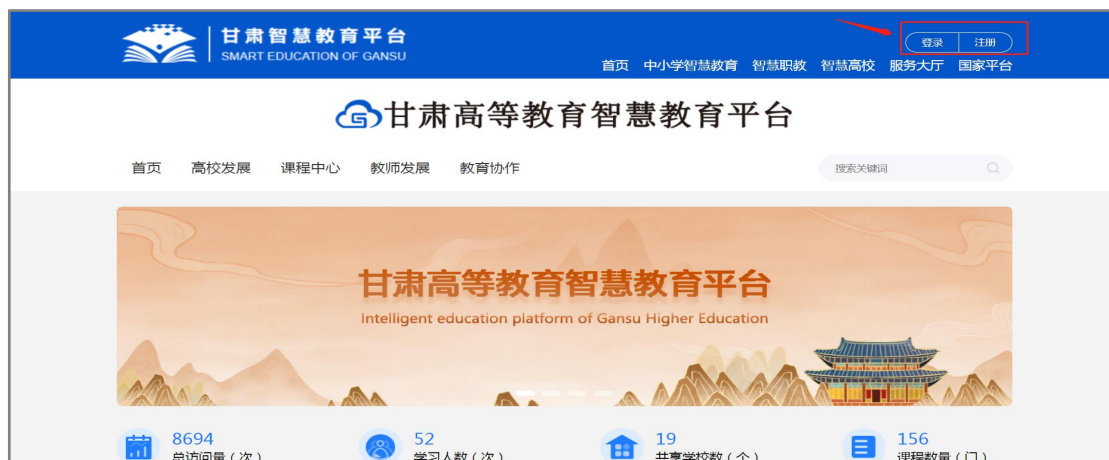 甘肃智慧教育平台
SMART EDUCATION OF GANSU
登录 注册
首页 中小学智慧教育 智慧职教 智慧高校 服务大厅 国家平台
甘肃高等教育智慧教育平台
首页 高校发展 课程中心 教师发展 教育协作 搜索关键词
甘肃高等教育智慧教育平台
Intelligent education platform of Gansu Higher Education
8694 52 19 156
总访问量(次) 学习人数(次) 共享学校数(个) 课程数量(门)